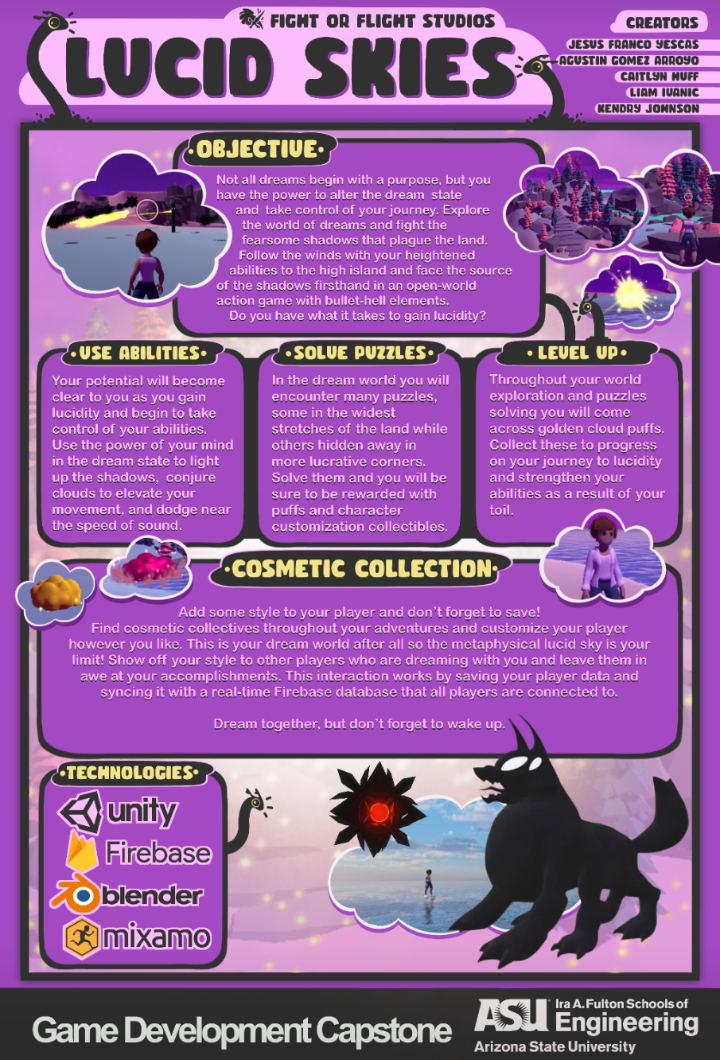 FIGHT OR FLIGHT STUDIOS
LUCID SKIES
CREATORS
JESUS FRANCO YESCAS
AGUSTIN GOMEZ ARROYO
CAITLYN HUFF
LIAM IVANIC
KENDRY JOHNSON
·OBJECTIVE·
Not all dreams begin with a purpose, but you
have the power to alter the dream state
and take control of your journey. Explore
the world of dreams and fight the
fearsome shadows that plague the land.
Follow the winds with your heightened
abilities to the high island and face the source
of the shadows firsthand in an open-world
action game with bullet-hell elements.
Do you have what it takes to gain lucidity?
·USE ABILITIES·
Your potential will become
clear to you as you gain
lucidity and begin to take
control of your abilities.
Use the power of your mind
in the dream state to light
up the shadows, conjure
clouds to elevate your
movement, and dodge near
the speed of sound.
·SOLVE PUZZLES·
In the dream world you will
encounter many puzzles,
some in the widest
stretches of the land while
others hidden away in
more lucrative corners.
Solve them and you will be
sure to be rewarded with
puffs and character
customization collectibles.
· LEVEL UP·
Throughout your world
exploration and puzzles
solving you will come
across golden cloud puffs.
Collect these to progress
on your journey to lucidity
and strengthen your
abilities as a result of your
toil.
·COSMETIC COLLECTION·
Add some style to your player and don't forget to save!
Find cosmetic collectives throughout your adventures and customize your player
however you like. This is your dream world after all so the metaphysical lucid sky is your
limit! Show off your style to other players who are dreaming with you and leave them in
awe at your accomplishments. This interaction works by saving your player data and
syncing it with a real-time Firebase database that all players are connected to.
Dream together, but don't forget to wake up.
·TECHNOLOGIES·
unity
Firebase
blender
mixamo
Game Development Capstone
ASU Ira A. Fulton Schools of
Engineering
Arizona State University